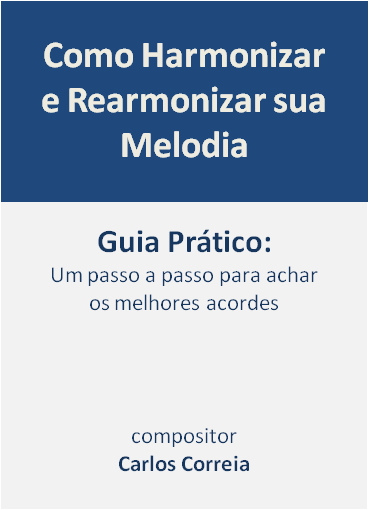 Como Harmonizar
e Rearmonizar sua
Melodia
Guia Prático:
Um passo a passo para achar
os melhores acordes
compositor
Carlos Correia